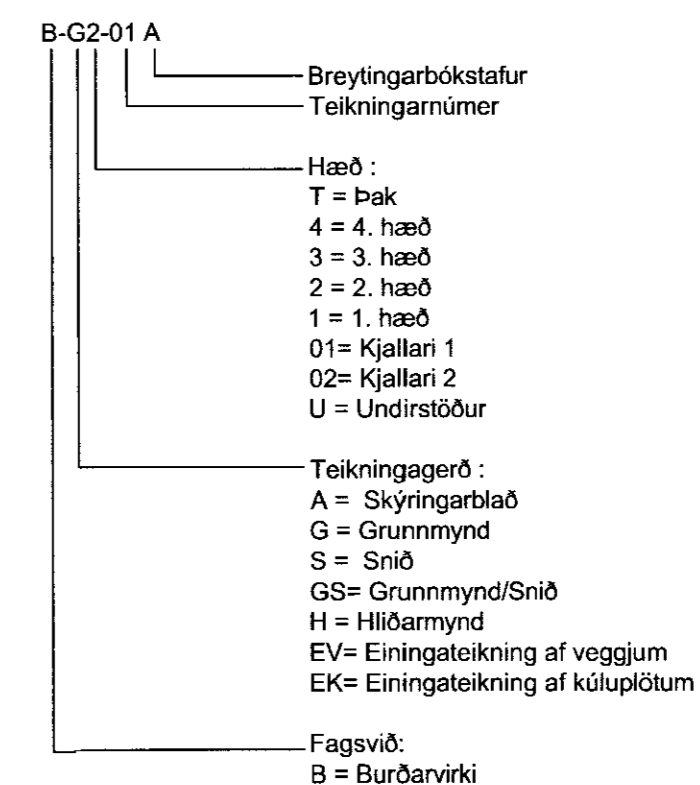 B-G2-01 A
Breytingarbókstafur
Teikningarnúmer
Hæð :
T = Þak
4 = 4. hæð
3 = 3. hæð
2 = 2. hæð
1 = 1. hæð
01= Kjallari 1
02= Kjallari 2
U = Undirstöður
Teikningagerð :
A = Skýringarblað
G = Grunnmynd
S = Snið
GS= Grunnmynd/Snið
H = Hliðarmynd
EV= Einingateikning af veggjum
EK= Einingateikning af kúluplötum
Fagsvið:
B = Burðarvirki